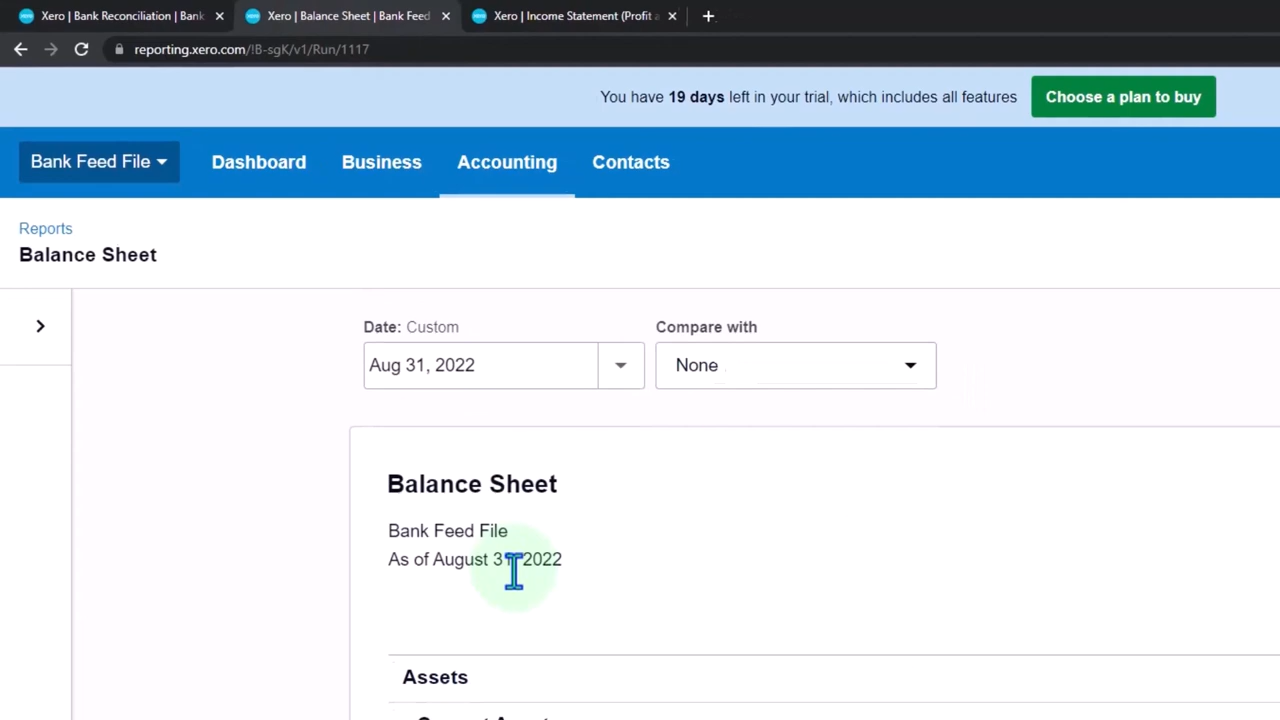 Xero | Bank Reconciliation | Bank
Xero | Balance Sheet | Bank Feed
Xero | Income Statement (Profit a
reporting.xero.com/!B-sgK/v1/Run/1117
You have 19 days left in your trial, which includes all features
Choose a plan to buy
Bank Feed File
Dashboard
Business
Accounting
Contacts
Reports
Balance Sheet
Date: Custom
Compare with
Aug 31, 2022
None
Balance Sheet
Bank Feed File
As of August 31, 2022
Assets